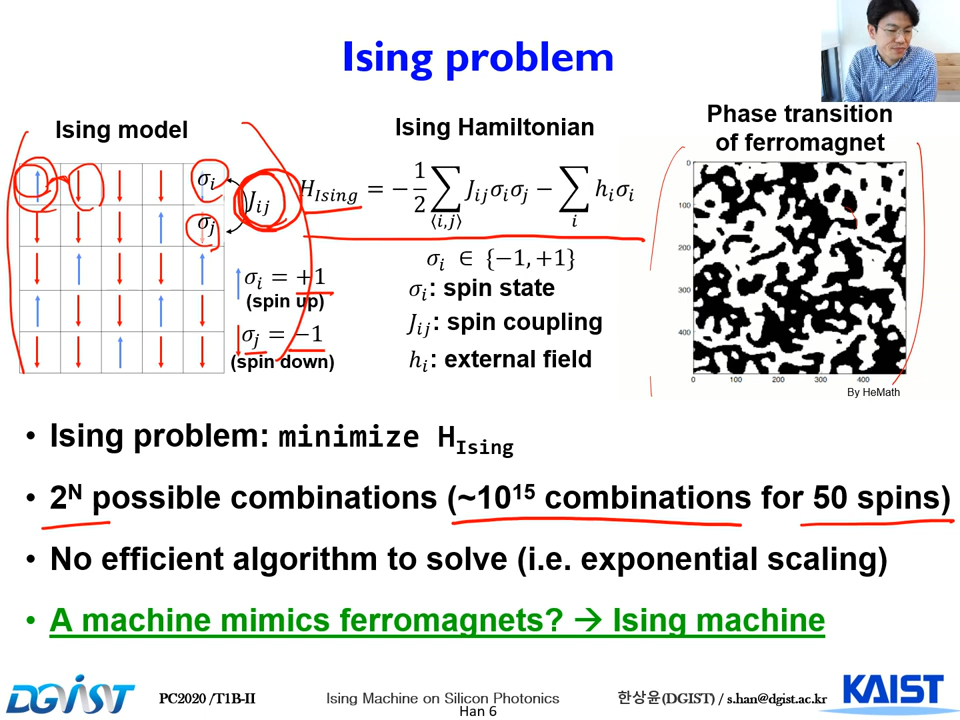 Ising problem
Ising model
Ising Hamiltonian
Phase transition
of ferromagnet
σᵢ
σⱼ
Jᵢⱼ
H_Ising = −1/2 ∑_⟨i,j⟩ Jᵢⱼσᵢσⱼ − ∑_i hᵢσᵢ
σᵢ ∈ {−1, +1}
σᵢ = +1
(spin up)
σⱼ = −1
(spin down)
σᵢ: spin state
Jᵢⱼ: spin coupling
hᵢ: external field
0
100
200
300
400
0 100 200 300 400
By HeMath
• Ising problem: minimize H_Ising
• 2ᴺ possible combinations (~10¹⁵ combinations for 50 spins)
• No efficient algorithm to solve (i.e. exponential scaling)
• A machine mimics ferromagnets? → Ising machine
DGIST
PC2020 /T1B-II
Ising Machine on Silicon Photonics
Han 6
한상윤(DGIST) / s.han@dgist.ac.kr
KAIST